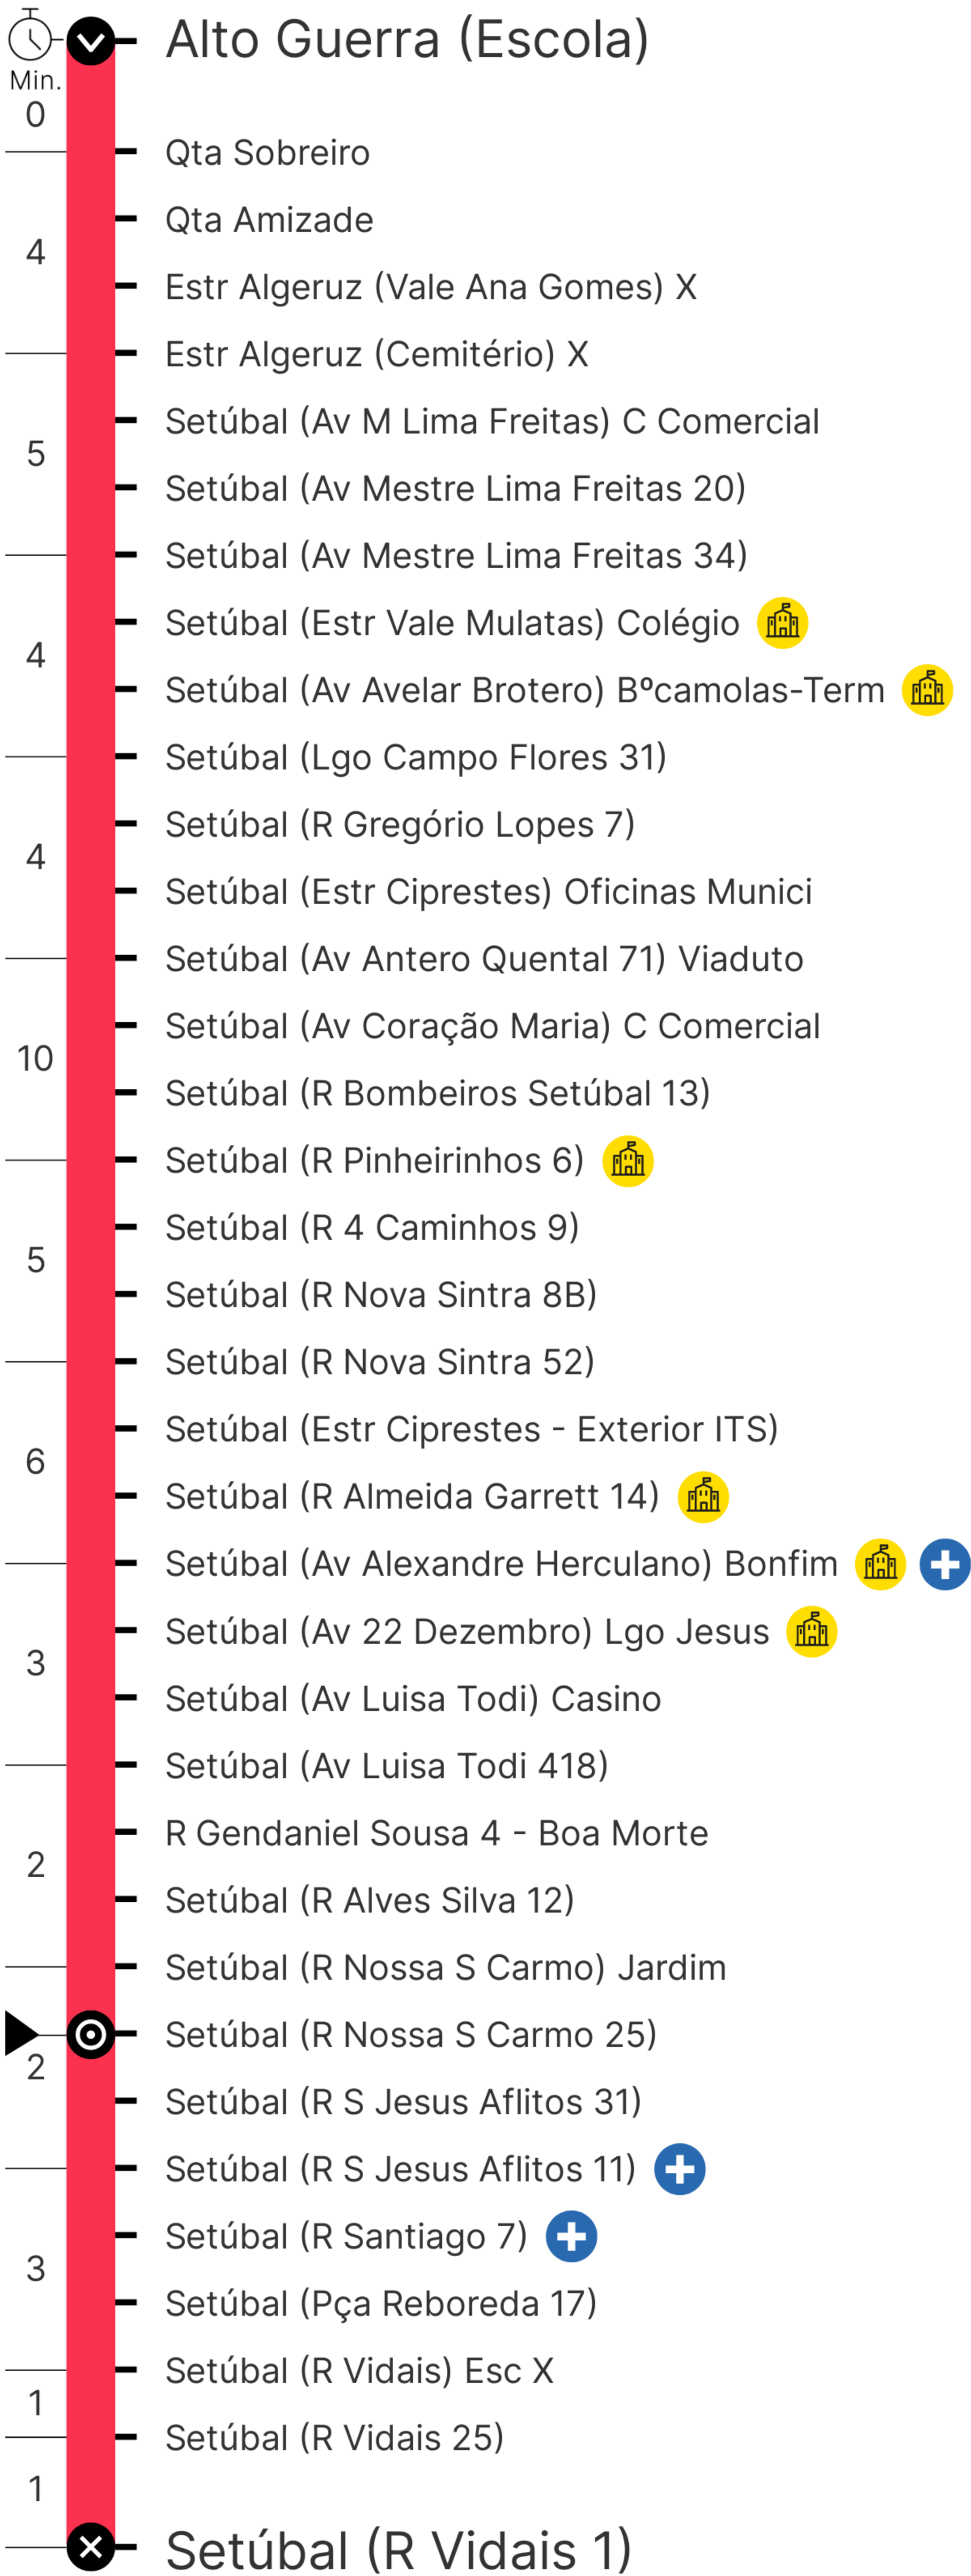 Alto Guerra (Escola)
Min.
0
Qta Sobreiro
Qta Amizade
4
Estr Algeruz (Vale Ana Gomes) X
Estr Algeruz (Cemitério) X
Setúbal (Av M Lima Freitas) C Comercial
5
Setúbal (Av Mestre Lima Freitas 20)
Setúbal (Av Mestre Lima Freitas 34)
Setúbal (Estr Vale Mulatas) Colégio
4
Setúbal (Av Avelar Brotero) Bºcamolas-Term
Setúbal (Lgo Campo Flores 31)
Setúbal (R Gregório Lopes 7)
4
Setúbal (Estr Ciprestes) Oficinas Munici
Setúbal (Av Antero Quental 71) Viaduto
Setúbal (Av Coração Maria) C Comercial
10
Setúbal (R Bombeiros Setúbal 13)
Setúbal (R Pinheirinhos 6)
Setúbal (R 4 Caminhos 9)
5
Setúbal (R Nova Sintra 8B)
Setúbal (R Nova Sintra 52)
Setúbal (Estr Ciprestes - Exterior ITS)
6
Setúbal (R Almeida Garrett 14)
Setúbal (Av Alexandre Herculano) Bonfim
Setúbal (Av 22 Dezembro) Lgo Jesus
3
Setúbal (Av Luisa Todi) Casino
Setúbal (Av Luisa Todi 418)
R Gendaniel Sousa 4 - Boa Morte
2
Setúbal (R Alves Silva 12)
Setúbal (R Nossa S Carmo) Jardim
Setúbal (R Nossa S Carmo 25)
2
Setúbal (R S Jesus Aflitos 31)
Setúbal (R S Jesus Aflitos 11)
Setúbal (R Santiago 7)
3
Setúbal (Pça Reboreda 17)
Setúbal (R Vidais) Esc X
1
Setúbal (R Vidais 25)
1
Setúbal (R Vidais 1)